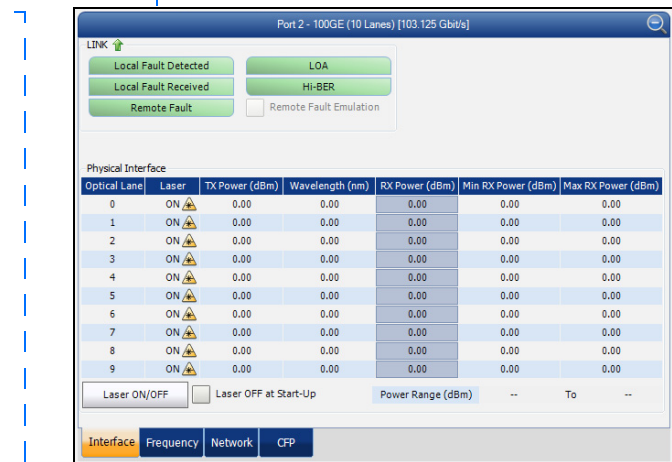 Port 2 - 100GE (10 Lanes) [103.125 Gbit/s]
LINK
Local Fault Detected LOA
Local Fault Received Hi-BER
Remote Fault Remote Fault Emulation
Physical Interface
Optical Lane Laser TX Power (dBm) Wavelength (nm) RX Power (dBm) Min RX Power (dBm) Max RX Power (dBm)
0 ON 0.00 0.00 0.00 0.00 0.00
1 ON 0.00 0.00 0.00 0.00 0.00
2 ON 0.00 0.00 0.00 0.00 0.00
3 ON 0.00 0.00 0.00 0.00 0.00
4 ON 0.00 0.00 0.00 0.00 0.00
5 ON 0.00 0.00 0.00 0.00 0.00
6 ON 0.00 0.00 0.00 0.00 0.00
7 ON 0.00 0.00 0.00 0.00 0.00
8 ON 0.00 0.00 0.00 0.00 0.00
9 ON 0.00 0.00 0.00 0.00 0.00
Laser ON/OFF Laser OFF at Start-Up Power Range (dBm) -- To --
Interface Frequency Network CFP